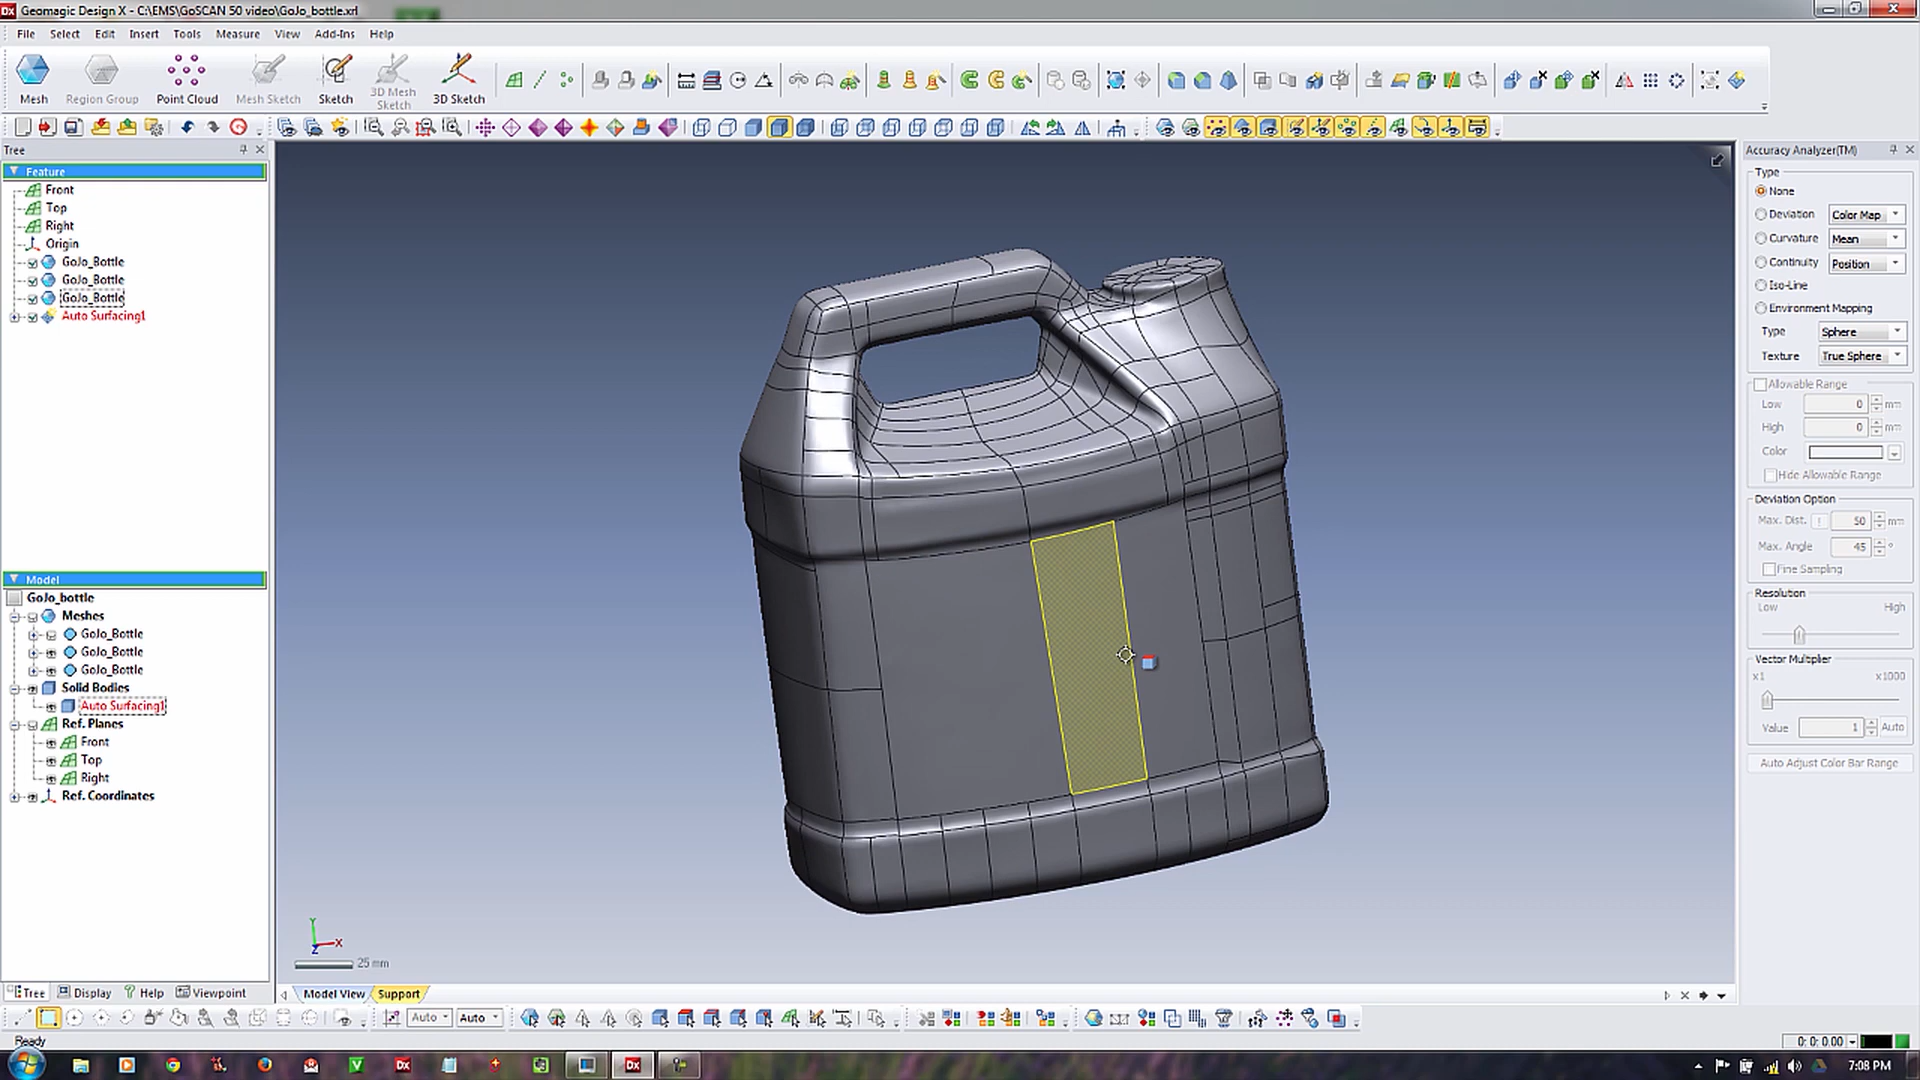 Geomagic Design X - C:\EMS\GoSCAN 50 video\GoJo_bottle.xrl
File Select Edit Insert Tools Measure View Add-Ins Help
Mesh Region Group Point Cloud Mesh Sketch Sketch 3D Mesh Sketch 3D Sketch
Tree
Feature
Front
Top
Right
Origin
GoJo_Bottle
GoJo_Bottle
GoJo_Bottle
Auto Surfacing1
Model
GoJo_bottle
Meshes
GoJo_Bottle
GoJo_Bottle
GoJo_Bottle
Solid Bodies
Auto Surfacing1
Ref. Planes
Front
Top
Right
Ref. Coordinates
Tree Display Help Viewpoint
Y
X
Z
25 mm
Model View Support
Accuracy Analyzer(TM)
Type
None
Deviation Color Map
Curvature Mean
Continuity Position
Iso-Line
Environment Mapping
Type Sphere
Texture True Sphere
Allowable Range
Low 0 mm
High 0 mm
Color
Hide Allowable Range
Deviation Option
Max. Dist. ! 50 mm
Max. Angle 45 °
Fine Sampling
Resolution
Low High
Vector Multiplier
x1 x1000
Value 1 Auto
Auto Adjust Color Bar Range
Auto Auto
Ready
0: 0: 0.00
7:08 PM